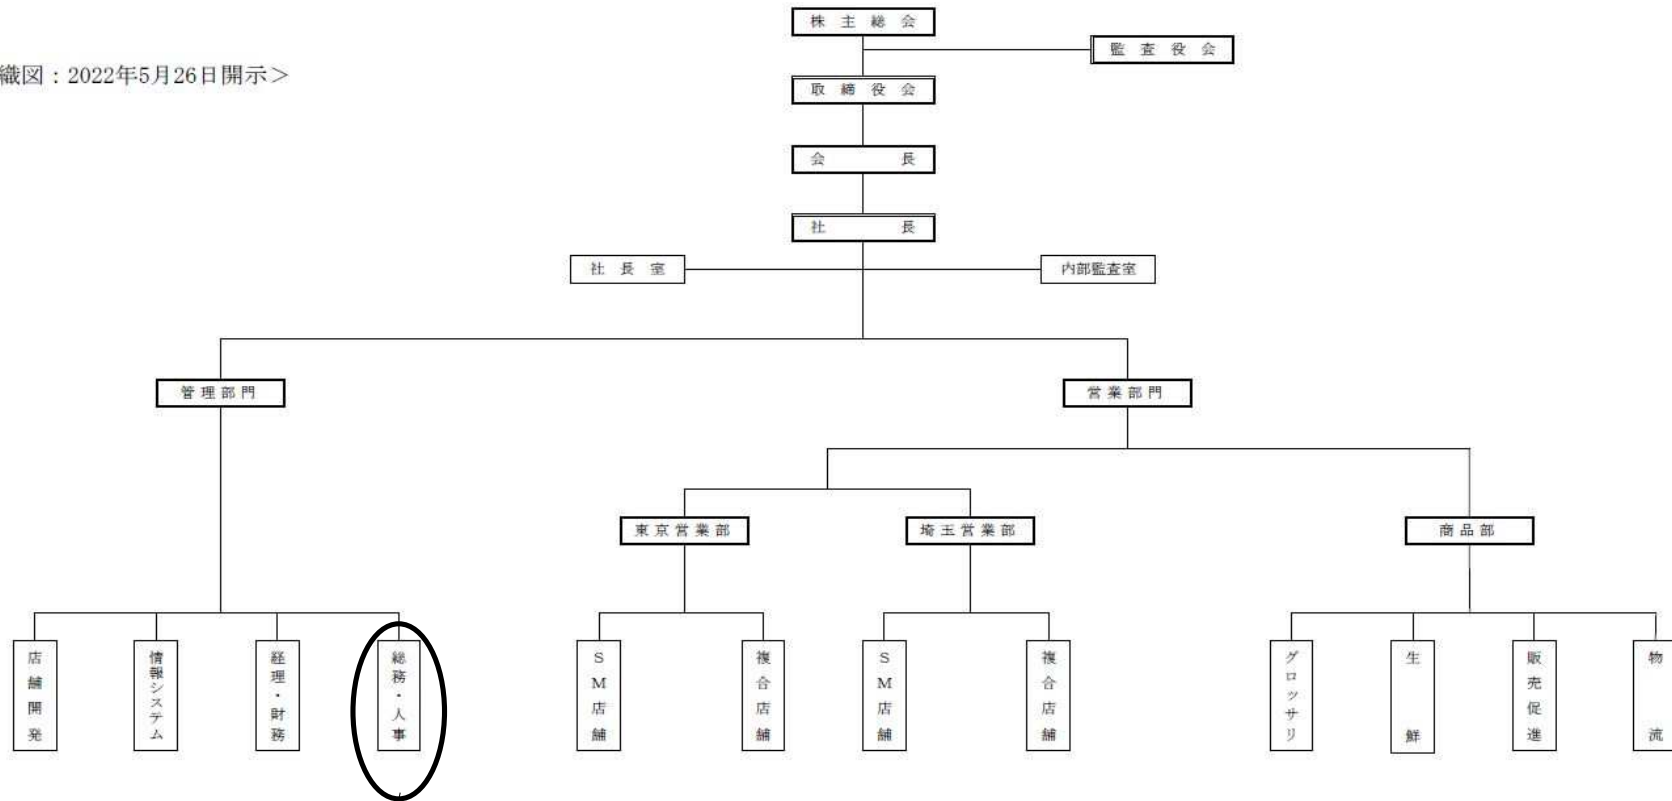 株主総会
監査役会
織図：2022年5月26日開示＞
取締役会
会長
社長
社長室
内部監査室
管理部門
営業部門
東京営業部
埼玉営業部
商品部
店舗開発
情報システム
経理・財務
総務・人事
SM店舗
複合店舗
SM店舗
複合店舗
グロッサリ
生鮮
販売促進
物流